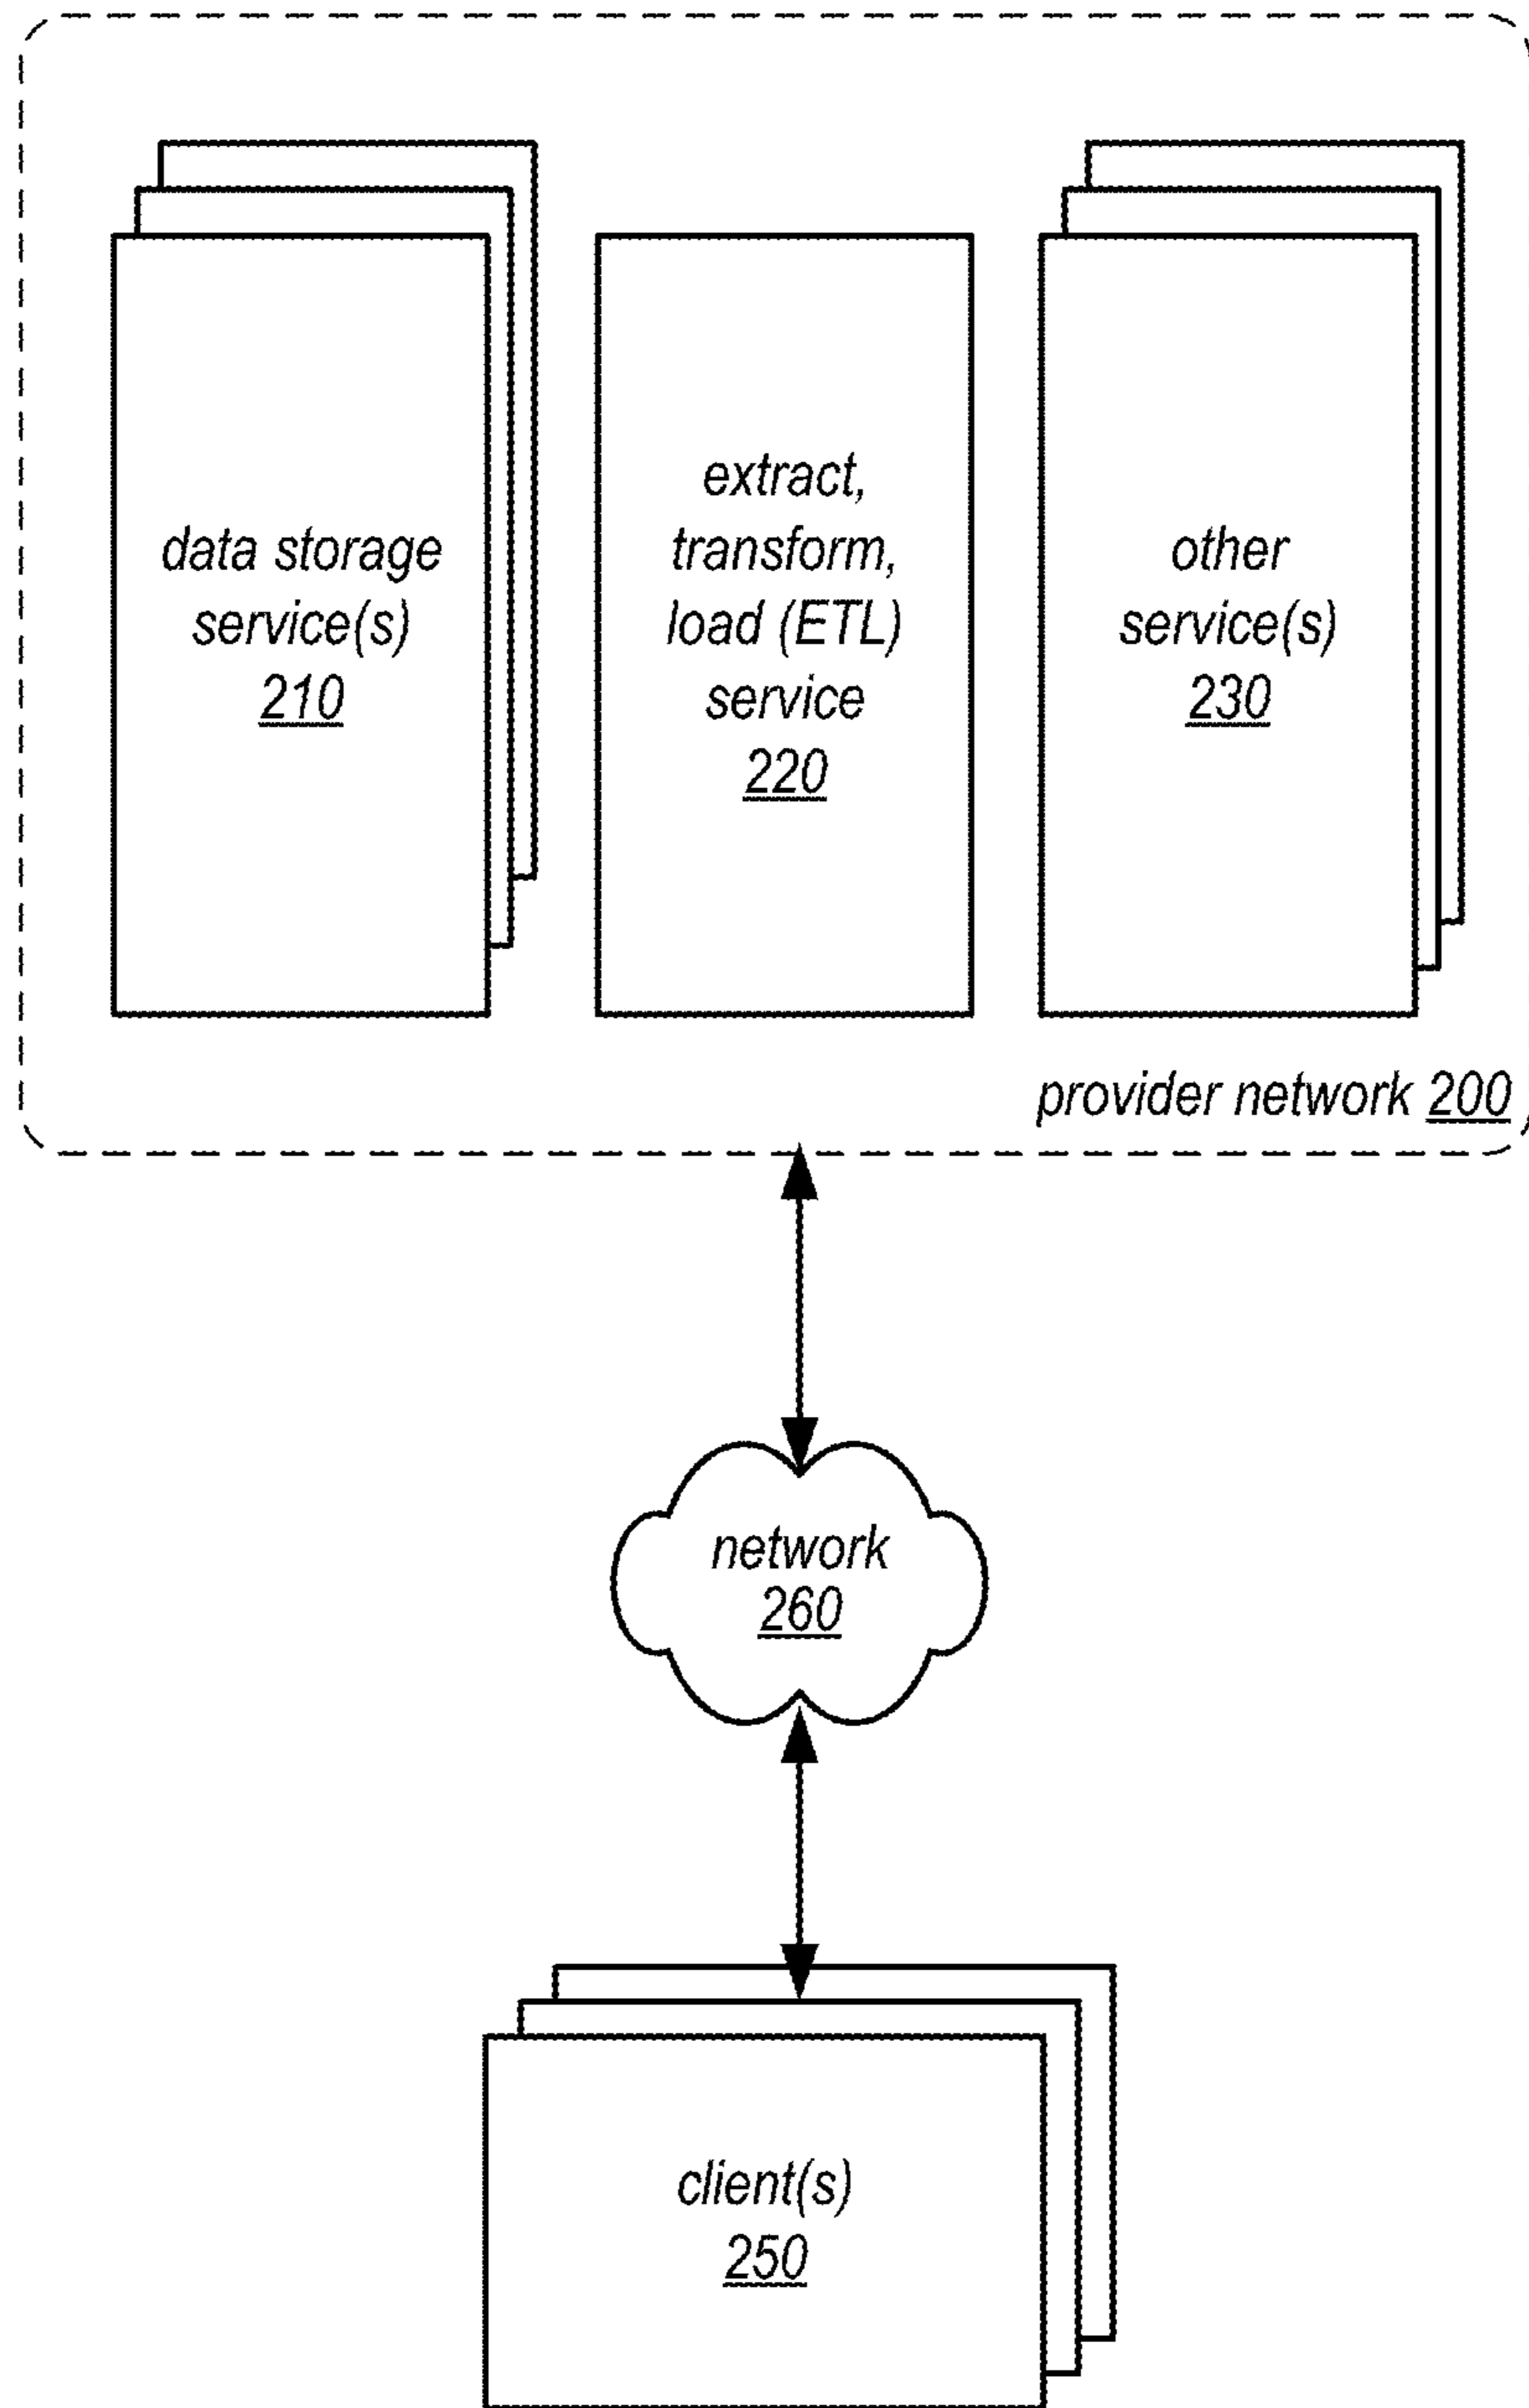 data storage
service(s)
210
extract,
transform,
load (ETL)
service
220
other
service(s)
230
provider network 200
network
260
client(s)
250